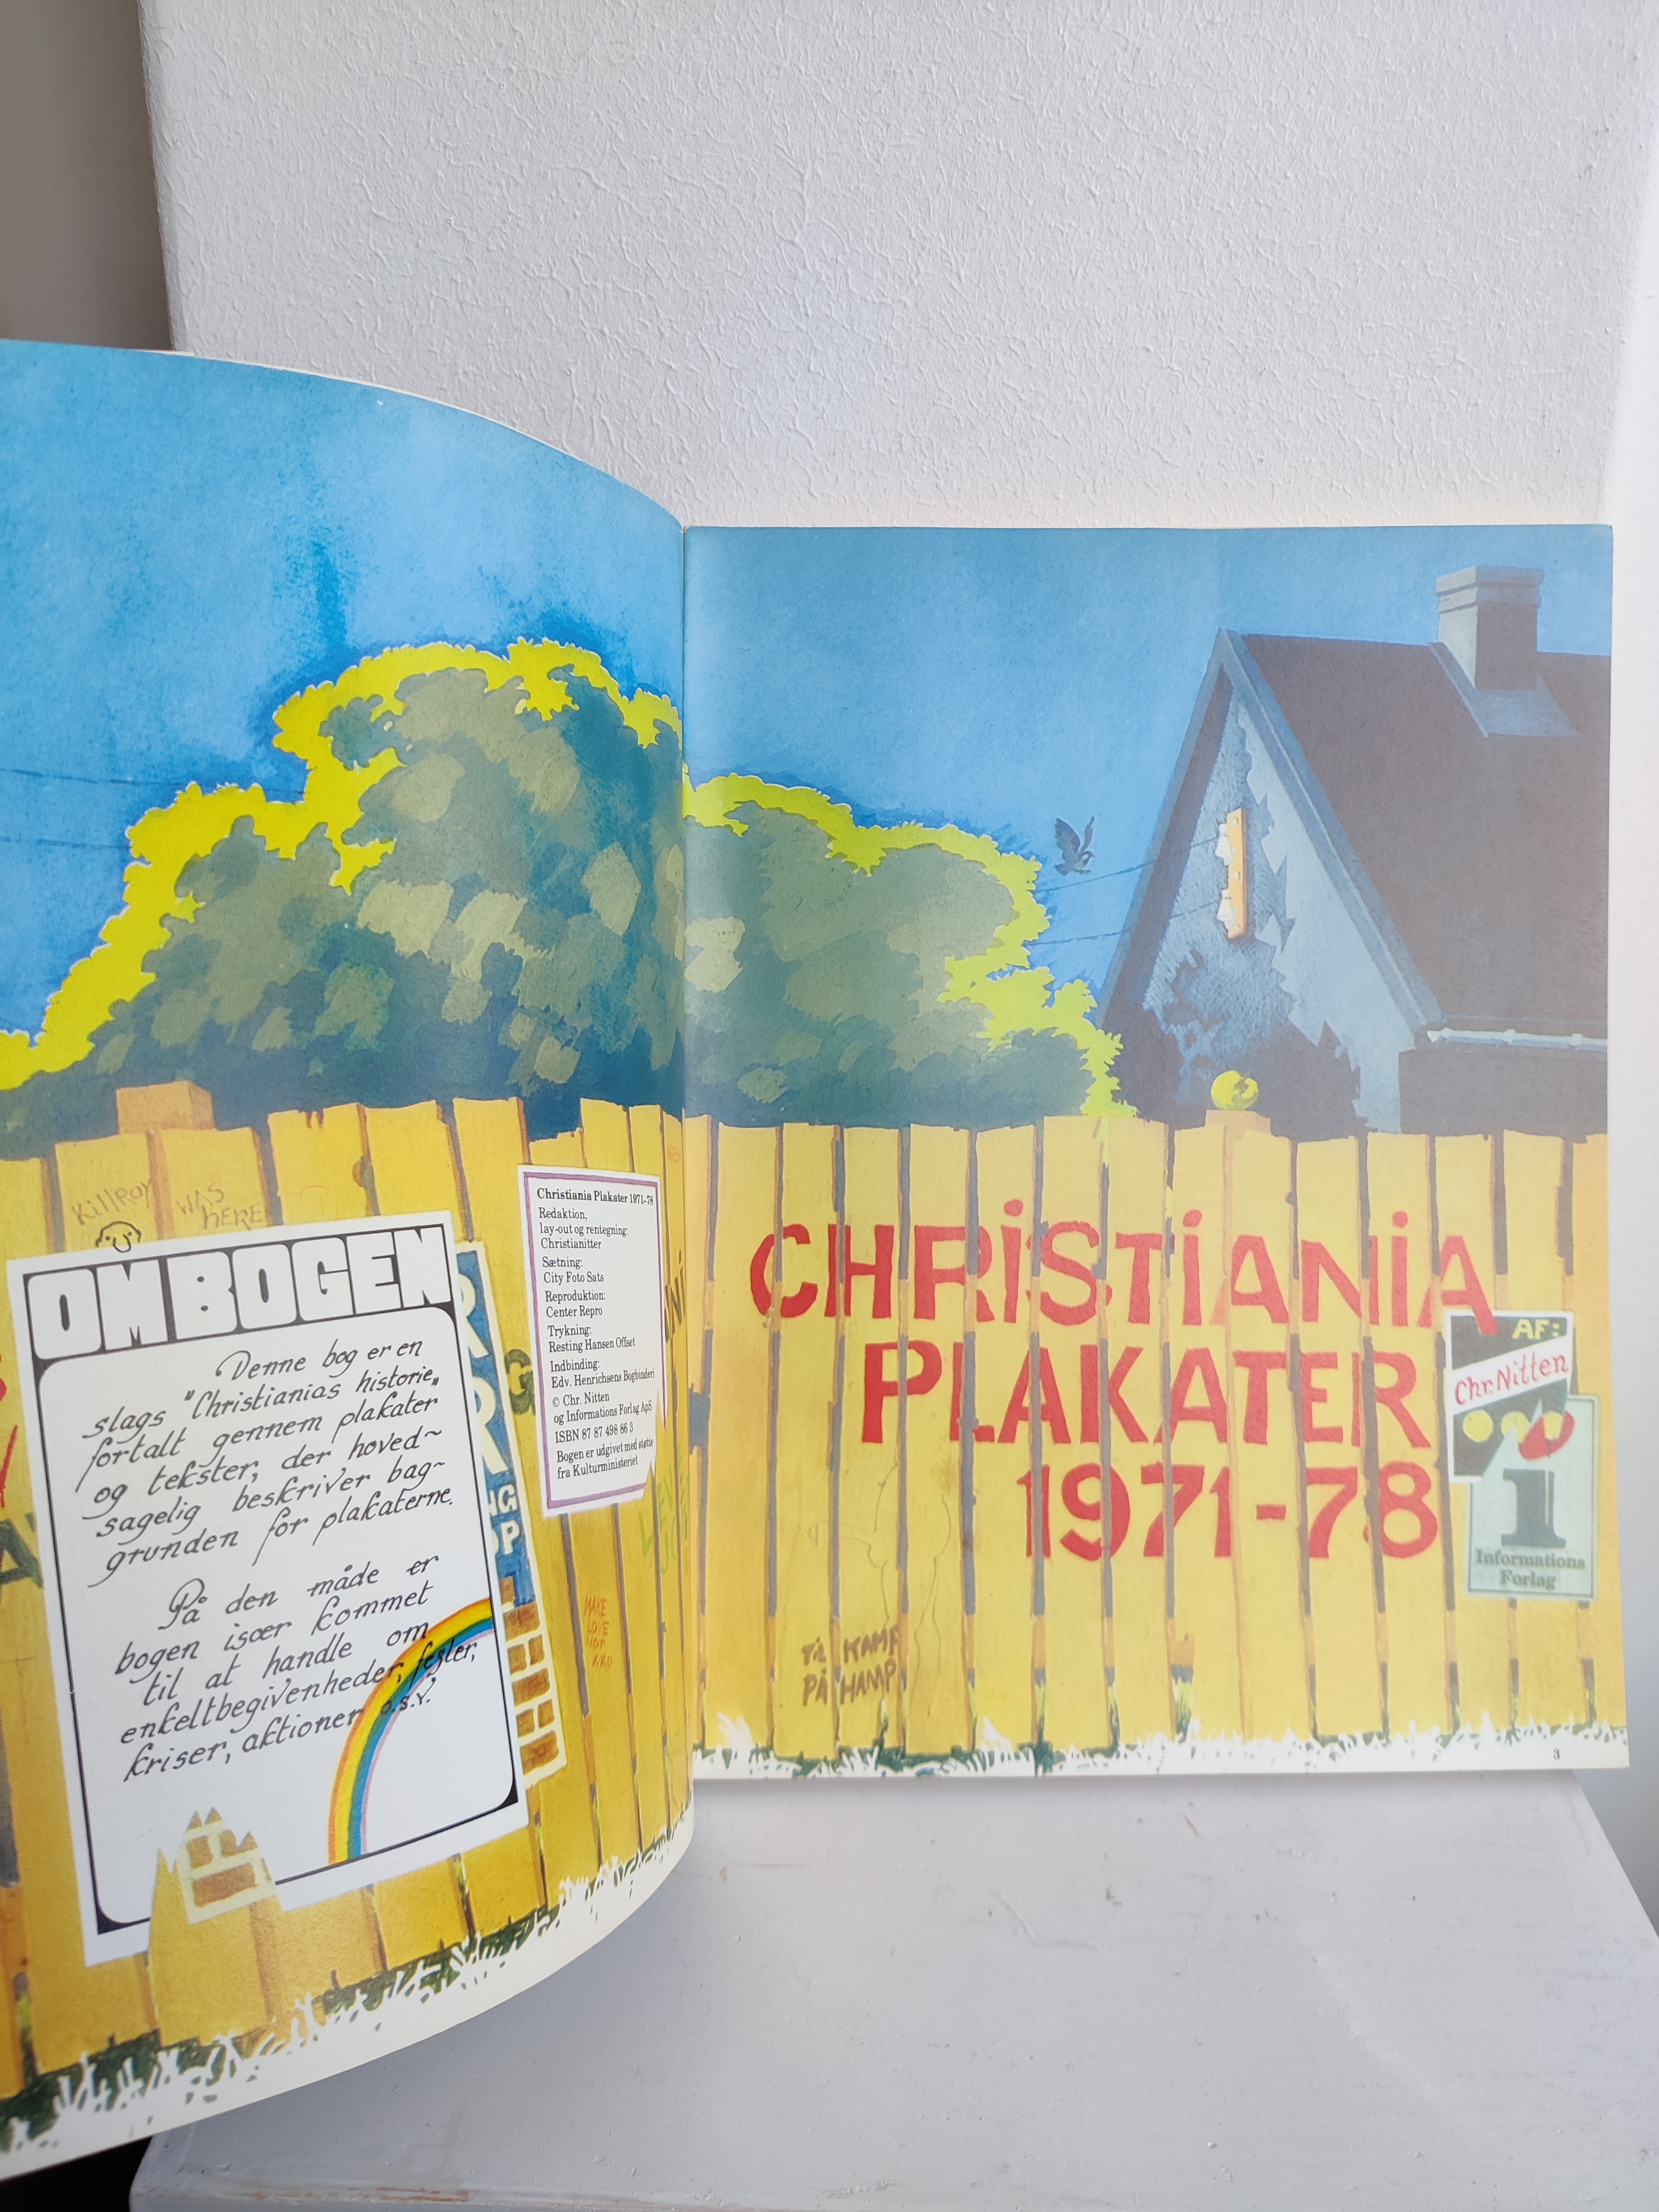 Killroy WAS
HERE
OM BOGEN
Denne bog er en
slags "Christianias historie„
fortalt gennem plakater
og tekster, der hoved~
sagelig beskriver bag~
grunden for plakaterne.
På den måde er
bogen især kommet
til at handle om
enkeltbegivenheder, fester,
kriser, aktioner o.s.v.
Christiania Plakater 1971-78
Redaktion,
lay-out og rentegning:
Christianitter
Sætning:
City Foto Sats
Reproduktion:
Center Repro
Trykning:
Resting Hansen Offset
Indbinding:
Edv. Henrichsens Bogbinderi
© Chr. Nitten
og Informations Forlag ApS
ISBN 87 87 498 86 3
Bogen er udgivet med støtte
fra Kulturministeriet
MAKE
LOVE
NOT
CHRiSTiANiA
PLAKATER
1971-78
AF:
Chr. Nitten
i
Informations
Forlag
Til KAMP
PÅ HAMP
3